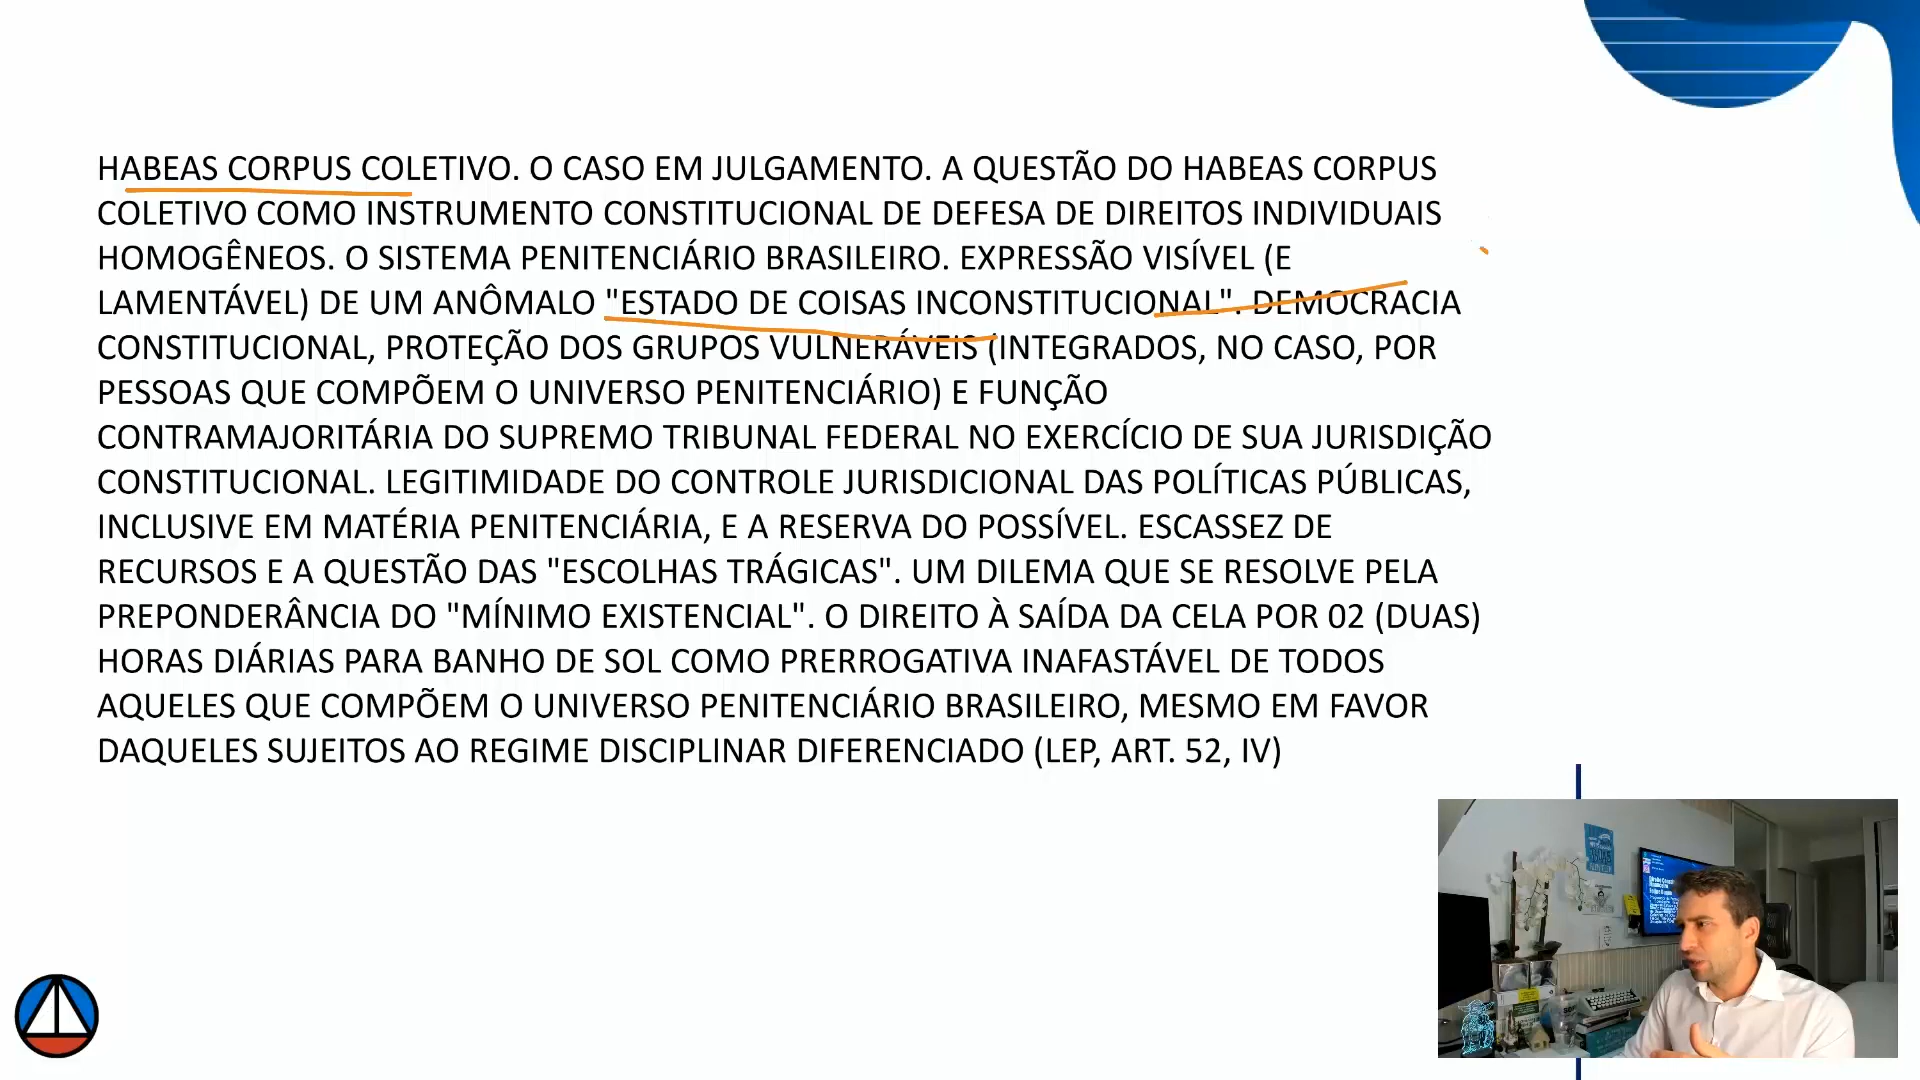 HABEAS CORPUS COLETIVO. O CASO EM JULGAMENTO. A QUESTÃO DO HABEAS CORPUS
COLETIVO COMO INSTRUMENTO CONSTITUCIONAL DE DEFESA DE DIREITOS INDIVIDUAIS
HOMOGÊNEOS. O SISTEMA PENITENCIÁRIO BRASILEIRO. EXPRESSÃO VISÍVEL (E
LAMENTÁVEL) DE UM ANÔMALO "ESTADO DE COISAS INCONSTITUCIONAL". DEMOCRACIA
CONSTITUCIONAL, PROTEÇÃO DOS GRUPOS VULNERÁVEIS (INTEGRADOS, NO CASO, POR
PESSOAS QUE COMPÕEM O UNIVERSO PENITENCIÁRIO) E FUNÇÃO
CONTRAMAJORITÁRIA DO SUPREMO TRIBUNAL FEDERAL NO EXERCÍCIO DE SUA JURISDIÇÃO
CONSTITUCIONAL. LEGITIMIDADE DO CONTROLE JURISDICIONAL DAS POLÍTICAS PÚBLICAS,
INCLUSIVE EM MATÉRIA PENITENCIÁRIA, E A RESERVA DO POSSÍVEL. ESCASSEZ DE
RECURSOS E A QUESTÃO DAS "ESCOLHAS TRÁGICAS". UM DILEMA QUE SE RESOLVE PELA
PREPONDERÂNCIA DO "MÍNIMO EXISTENCIAL". O DIREITO À SAÍDA DA CELA POR 02 (DUAS)
HORAS DIÁRIAS PARA BANHO DE SOL COMO PRERROGATIVA INAFASTÁVEL DE TODOS
AQUELES QUE COMPÕEM O UNIVERSO PENITENCIÁRIO BRASILEIRO, MESMO EM FAVOR
DAQUELES SUJEITOS AO REGIME DISCIPLINAR DIFERENCIADO (LEP, ART. 52, IV)